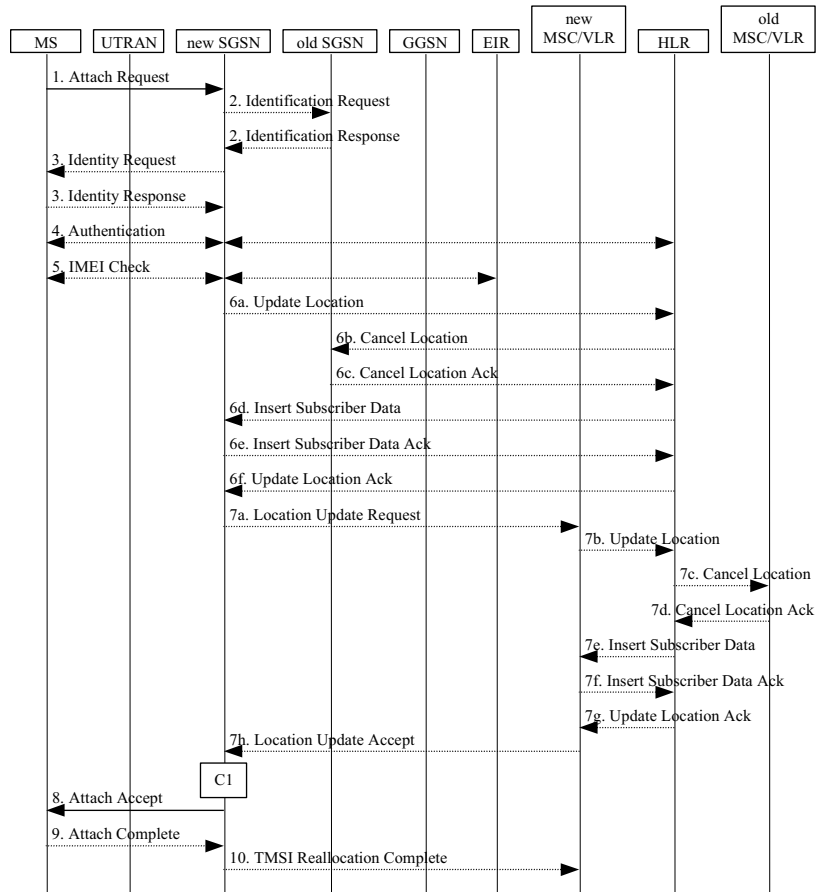 MS
UTRAN
new SGSN
old SGSN
GGSN
EIR
new
MSC/VLR
HLR
old
MSC/VLR
1. Attach Request
2. Identification Request
2. Identification Response
3. Identity Request
3. Identity Response
4. Authentication
5. IMEI Check
6a. Update Location
6b. Cancel Location
6c. Cancel Location Ack
6d. Insert Subscriber Data
6e. Insert Subscriber Data Ack
6f. Update Location Ack
7a. Location Update Request
7b. Update Location
7c. Cancel Location
7d. Cancel Location Ack
7e. Insert Subscriber Data
7f. Insert Subscriber Data Ack
7g. Update Location Ack
7h. Location Update Accept
C1
8. Attach Accept
9. Attach Complete
10. TMSI Reallocation Complete